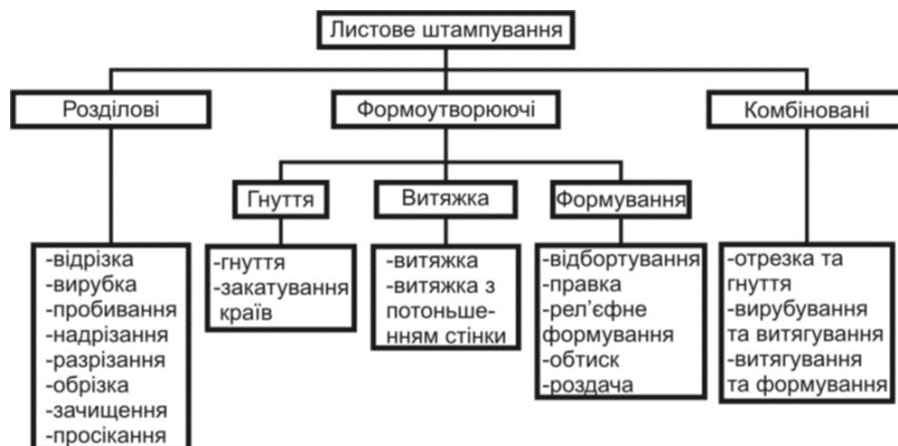 Листове штампування
Розділові
Формоутворюючі
Комбіновані
Гнуття
Витяжка
Формування
-відрізка
-вирубка
-пробивання
-надрізання
-разрізання
-обрізка
-зачищення
-просікання
-гнуття
-закатування
країв
-витяжка
-витяжка з
потоньше-
нням стінки
-відбортування
-правка
-рел’єфне
формування
-обтиск
-роздача
-отрезка та
гнуття
-вирубування
та витягування
-витягування
та формування